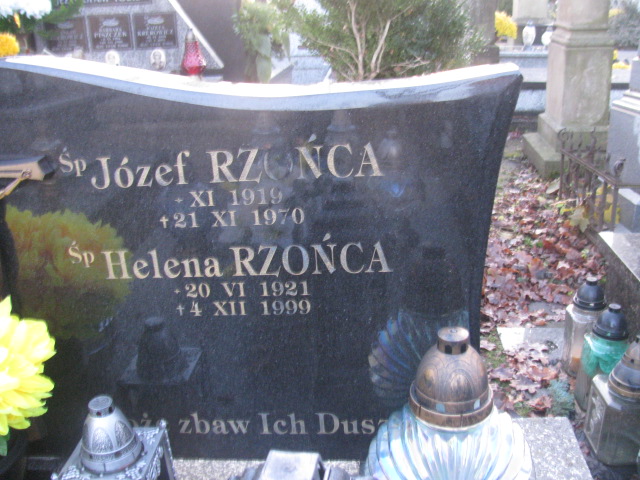 Śp Józef RZOŃCA
* XI 1919
+ 21 XI 1970
Śp Helena RZOŃCA
* 20 VI 1921
+ 4 XII 1999
zbaw Ich